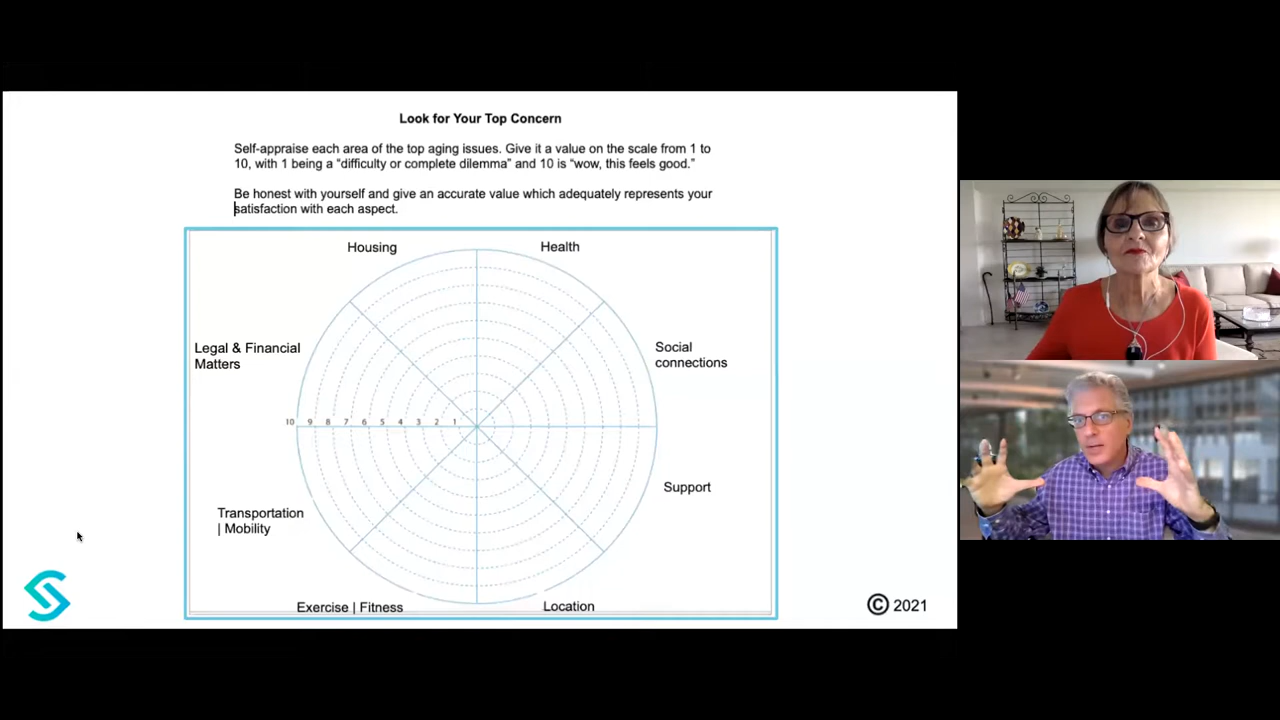 Look for Your Top Concern
Self-appraise each area of the top aging issues. Give it a value on the scale from 1 to
10, with 1 being a “difficulty or complete dilemma” and 10 is “wow, this feels good.”
Be honest with yourself and give an accurate value which adequately represents your
satisfaction with each aspect.
Housing
Health
Legal & Financial
Matters
Social
connections
10 9 8 7 6 5 4 3 2 1
Support
Transportation
| Mobility
Exercise | Fitness
Location
© 2021